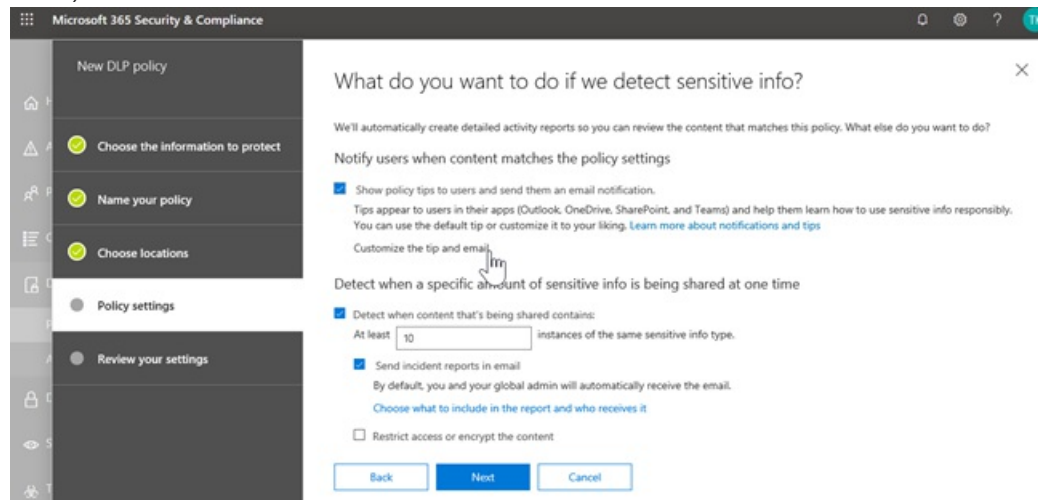 Microsoft 365 Security & Compliance
?
New DLP policy
Choose the information to protect
Name your policy
Choose locations
Policy settings
Review your settings
What do you want to do if we detect sensitive info?
We'll automatically create detailed activity reports so you can review the content that matches this policy. What else do you want to do?
Notify users when content matches the policy settings
Show policy tips to users and send them an email notification.
Tips appear to users in their apps (Outlook, OneDrive, SharePoint, and Teams) and help them learn how to use sensitive info responsibly.
You can use the default tip or customize it to your liking. Learn more about notifications and tips
Customize the tip and email
Detect when a specific amount of sensitive info is being shared at one time
Detect when content that's being shared contains:
At least 10 instances of the same sensitive info type.
Send incident reports in email
By default, you and your global admin will automatically receive the email.
Choose what to include in the report and who receives it
Restrict access or encrypt the content
Back Next Cancel